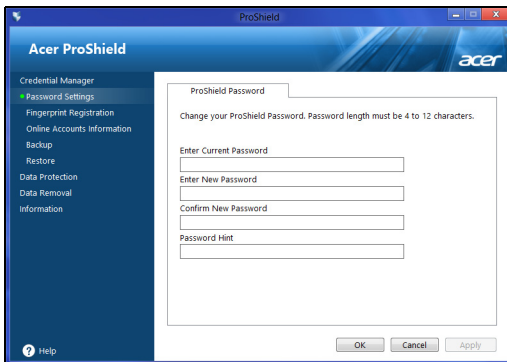 ProShield
Acer ProShield
acer
Credential Manager
Password Settings
Fingerprint Registration
Online Accounts Information
Backup
Restore
Data Protection
Data Removal
Information
Help
ProShield Password
Change your ProShield Password. Password length must be 4 to 12 characters.
Enter Current Password
Enter New Password
Confirm New Password
Password Hint
OK
Cancel
Apply